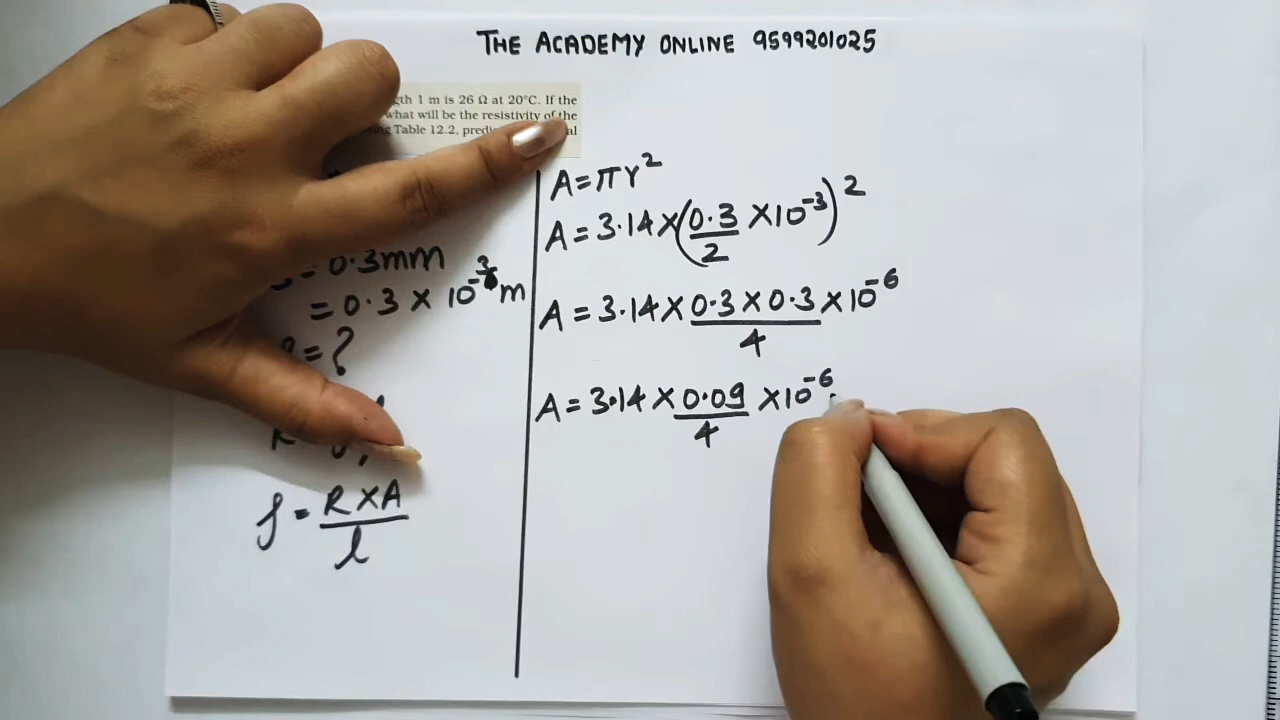 THE ACADEMY ONLINE 9599201025
1 m is 26 Ω at 20°C. If the
what will be the resistivity of the
Table 12.2,
= 0.3mm
= 0.3 × 10⁻³ m
= ?
ρ = R × A / l
A = πr²
A = 3.14 × (0.3/2 × 10⁻³)²
A = 3.14 × 0.3 × 0.3/4 × 10⁻⁶
A = 3.14 × 0.09/4 × 10⁻⁶